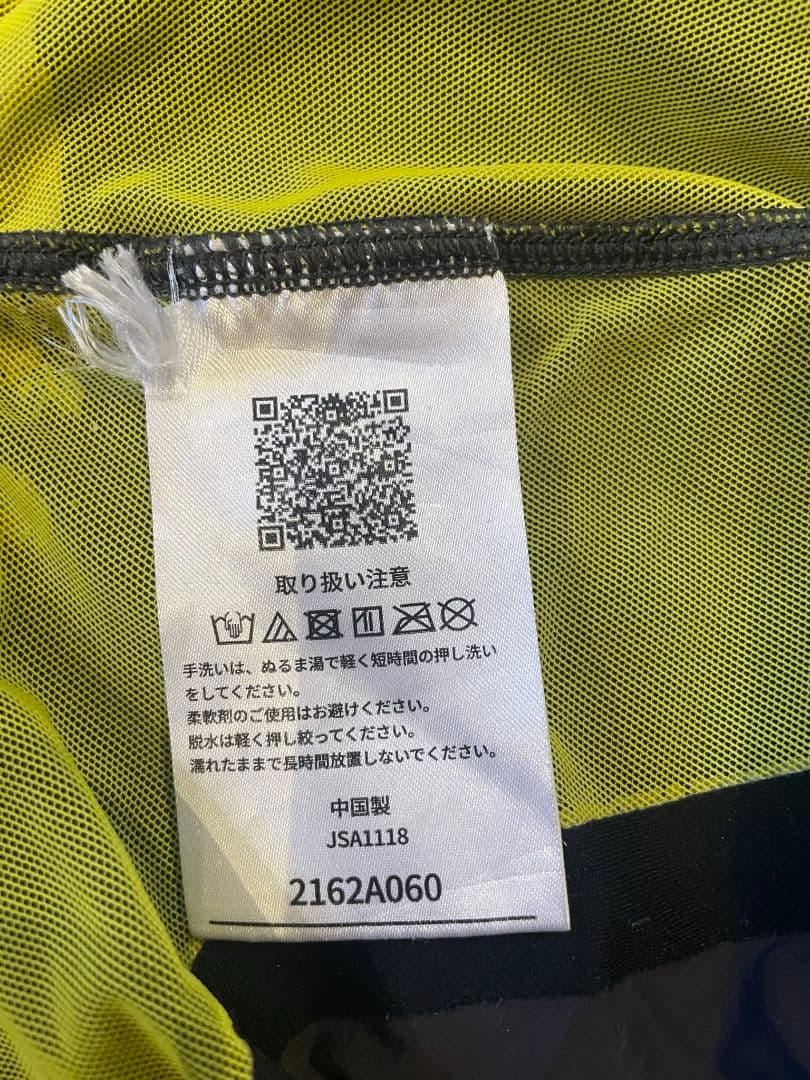 取り扱い注意
手洗いは、ぬるま湯で軽く短時間の押し洗い
をしてください。
柔軟剤のご使用はお避けください。
脱水は軽く押し絞ってください。
濡れたままで長時間放置しないでください。
中国製
JSA1118
2162A060